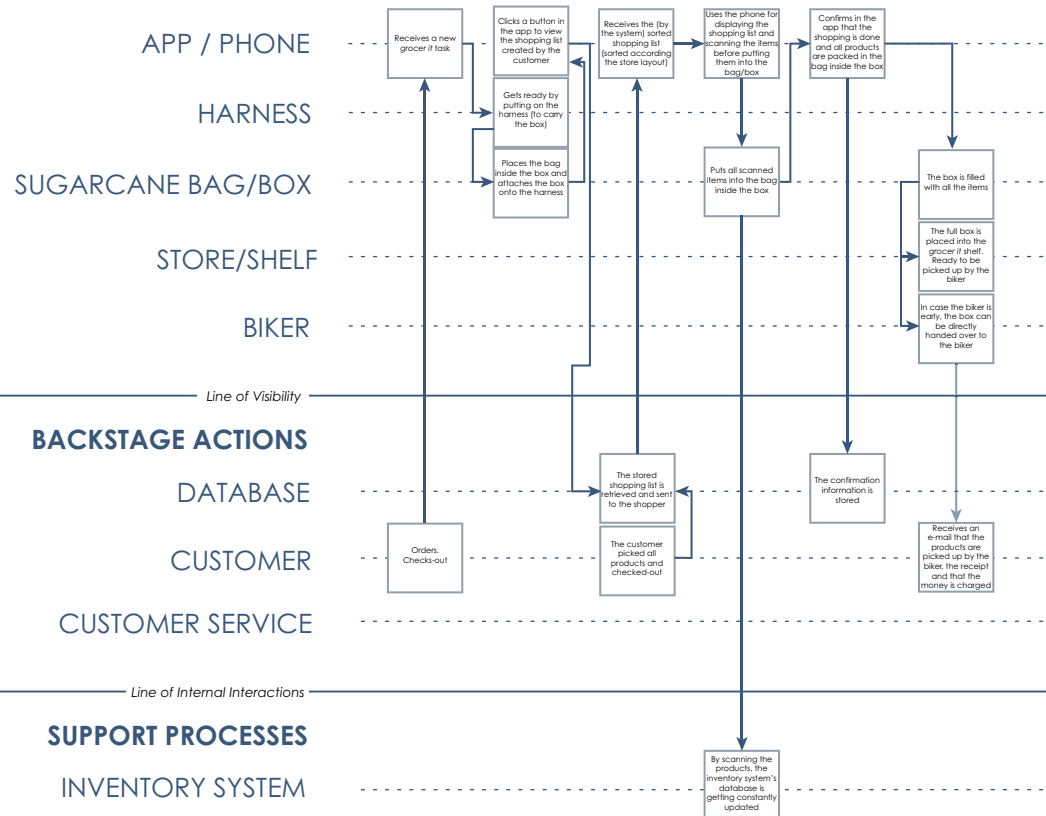 APP / PHONE
Receives a new
grocer it task
Clicks a button in
the app to view
the shopping list
created by the
customer
Receives the (by
the system) sorted
shopping list
(sorted according
the store layout)
Uses the phone for
displaying the
shopping list and
scanning the items
before putting
them into the
bag/box
Confirms in the
app that the
shopping is done
and all products
are packed in the
bag inside the box
HARNESS
Gets ready by
putting on the
harness (to carry
the box)
SUGARCANE BAG/BOX
Places the bag
inside the box and
attaches the box
onto the harness
Puts all scanned
items into the bag
inside the box
The box is filled
with all the items
STORE/SHELF
The full box is
placed into the
grocer it shelf.
Ready to be
picked up by the
biker
BIKER
In case the biker is
early, the box can
be directly
handed over to
the biker
Line of Visibility
BACKSTAGE ACTIONS
DATABASE
The stored
shopping list is
retrieved and sent
to the shopper
The confirmation
information is
stored
CUSTOMER
Orders.
Checks-out
The customer
picked all
products and
checked-out
Receives an
e-mail that the
products are
picked up by the
biker, the receipt
and that the
money is charged
CUSTOMER SERVICE
Line of Internal Interactions
SUPPORT PROCESSES
INVENTORY SYSTEM
By scanning the
products, the
inventory system's
database is
getting constantly
updated